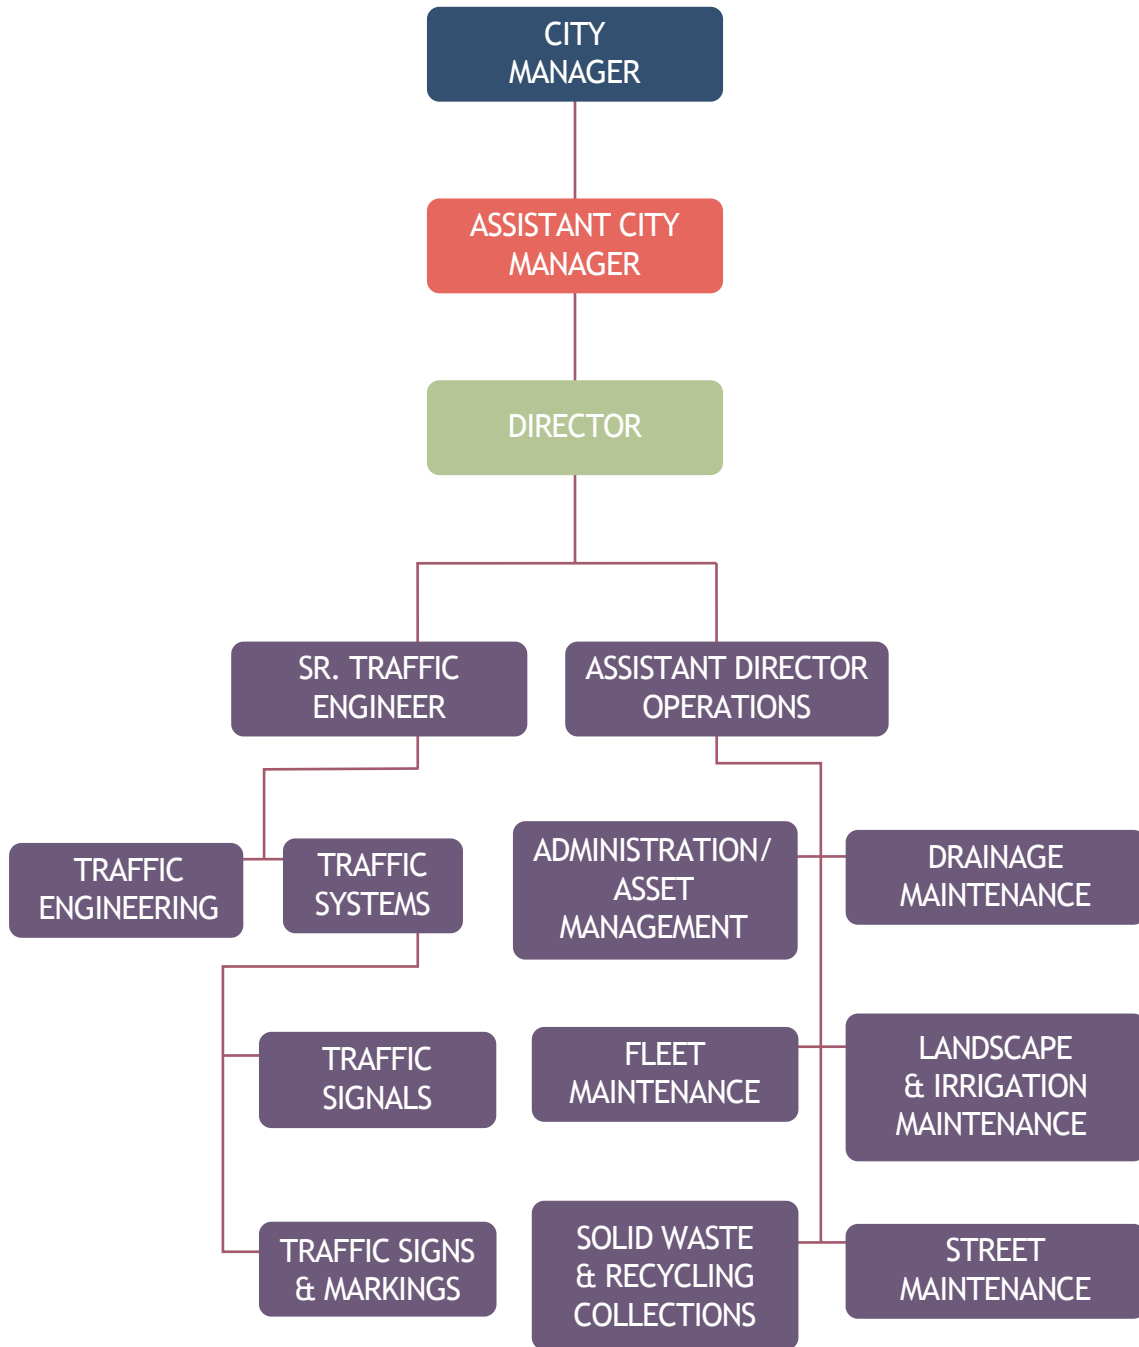 CITY
MANAGER
ASSISTANT CITY
MANAGER
DIRECTOR
SR. TRAFFIC
ENGINEER
ASSISTANT DIRECTOR
OPERATIONS
TRAFFIC
ENGINEERING
TRAFFIC
SYSTEMS
ADMINISTRATION/
ASSET
MANAGEMENT
DRAINAGE
MAINTENANCE
TRAFFIC
SIGNALS
FLEET
MAINTENANCE
LANDSCAPE
& IRRIGATION
MAINTENANCE
TRAFFIC SIGNS
& MARKINGS
SOLID WASTE
& RECYCLING
COLLECTIONS
STREET
MAINTENANCE